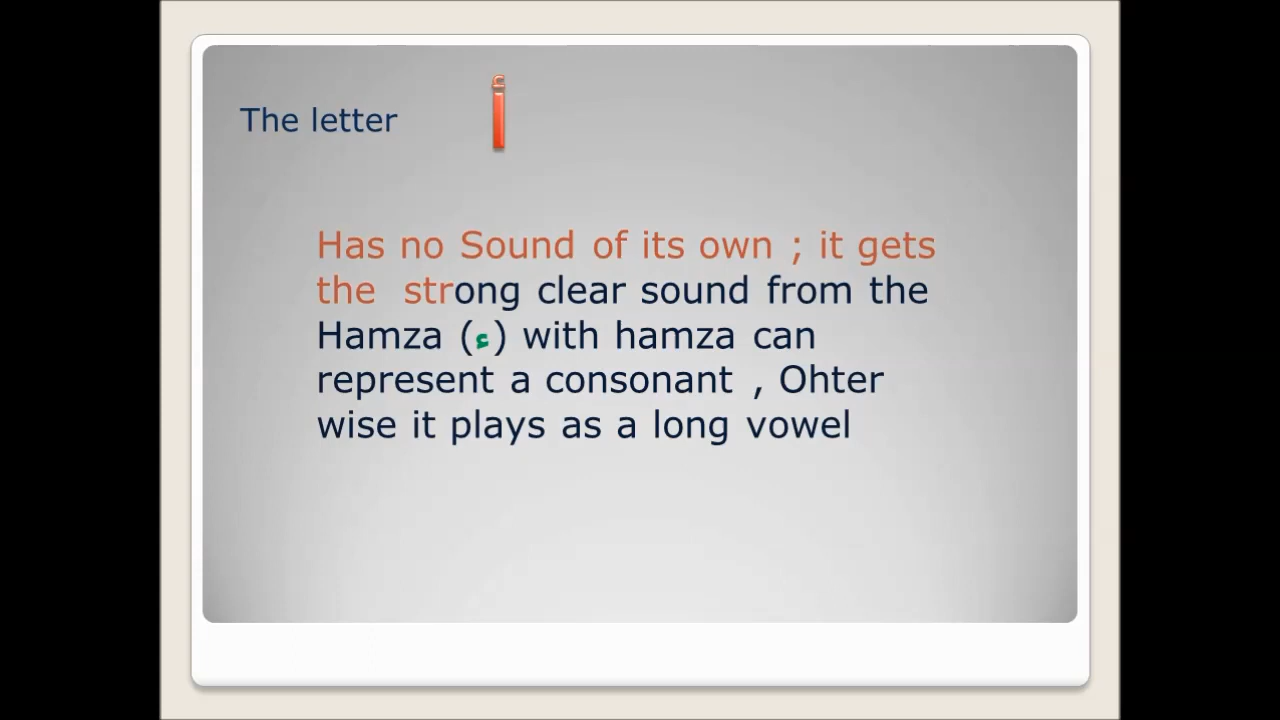 The letter أ
Has no Sound of its own ; it gets
the strong clear sound from the
Hamza (ء) with hamza can
represent a consonant , Ohter
wise it plays as a long vowel